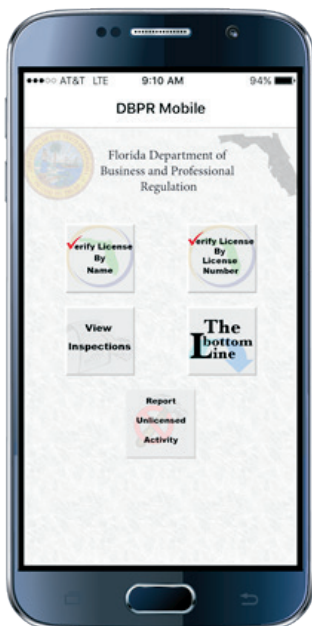 AT&T LTE 9:10 AM 94%
DBPR Mobile
Florida Department of
Business and Professional
Regulation
Verify License
By
Name
Verify License
By
License
Number
View
Inspections
The
bottom
Line
Report
Unlicensed
Activity